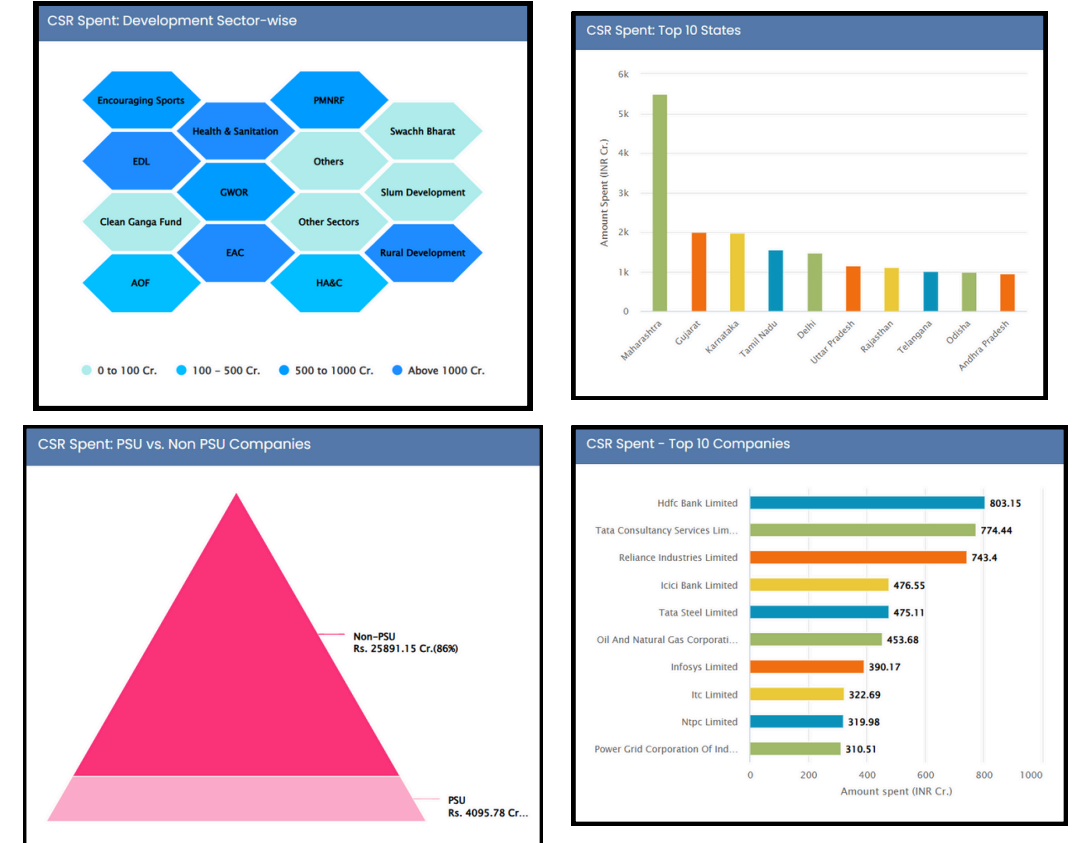 CSR Spent: Development Sector-wise
Encouraging Sports
PMNRF
Health & Sanitation
Swachh Bharat
EDL
Others
GWOR
Slum Development
Clean Ganga Fund
Other Sectors
EAC
Rural Development
AOF
HA&C
0 to 100 Cr.
100 - 500 Cr.
500 to 1000 Cr.
Above 1000 Cr.
CSR Spent: Top 10 States
Amount Spent (INR Cr.)
6k
5k
4k
3k
2k
1k
0
Maharashtra
Gujarat
Karnataka
Tamil Nadu
Delhi
Uttar Pradesh
Rajasthan
Telangana
Odisha
Andhra Pradesh
CSR Spent: PSU vs. Non PSU Companies
Non-PSU
Rs. 25891.15 Cr.(86%)
PSU
Rs. 4095.78 Cr...
CSR Spent - Top 10 Companies
Hdfc Bank Limited 803.15
Tata Consultancy Services Lim... 774.44
Reliance Industries Limited 743.4
Icici Bank Limited 476.55
Tata Steel Limited 475.11
Oil And Natural Gas Corporati... 453.68
Infosys Limited 390.17
Itc Limited 322.69
Ntpc Limited 319.98
Power Grid Corporation Of Ind... 310.51
0 200 400 600 800 1000
Amount spent (INR Cr.)